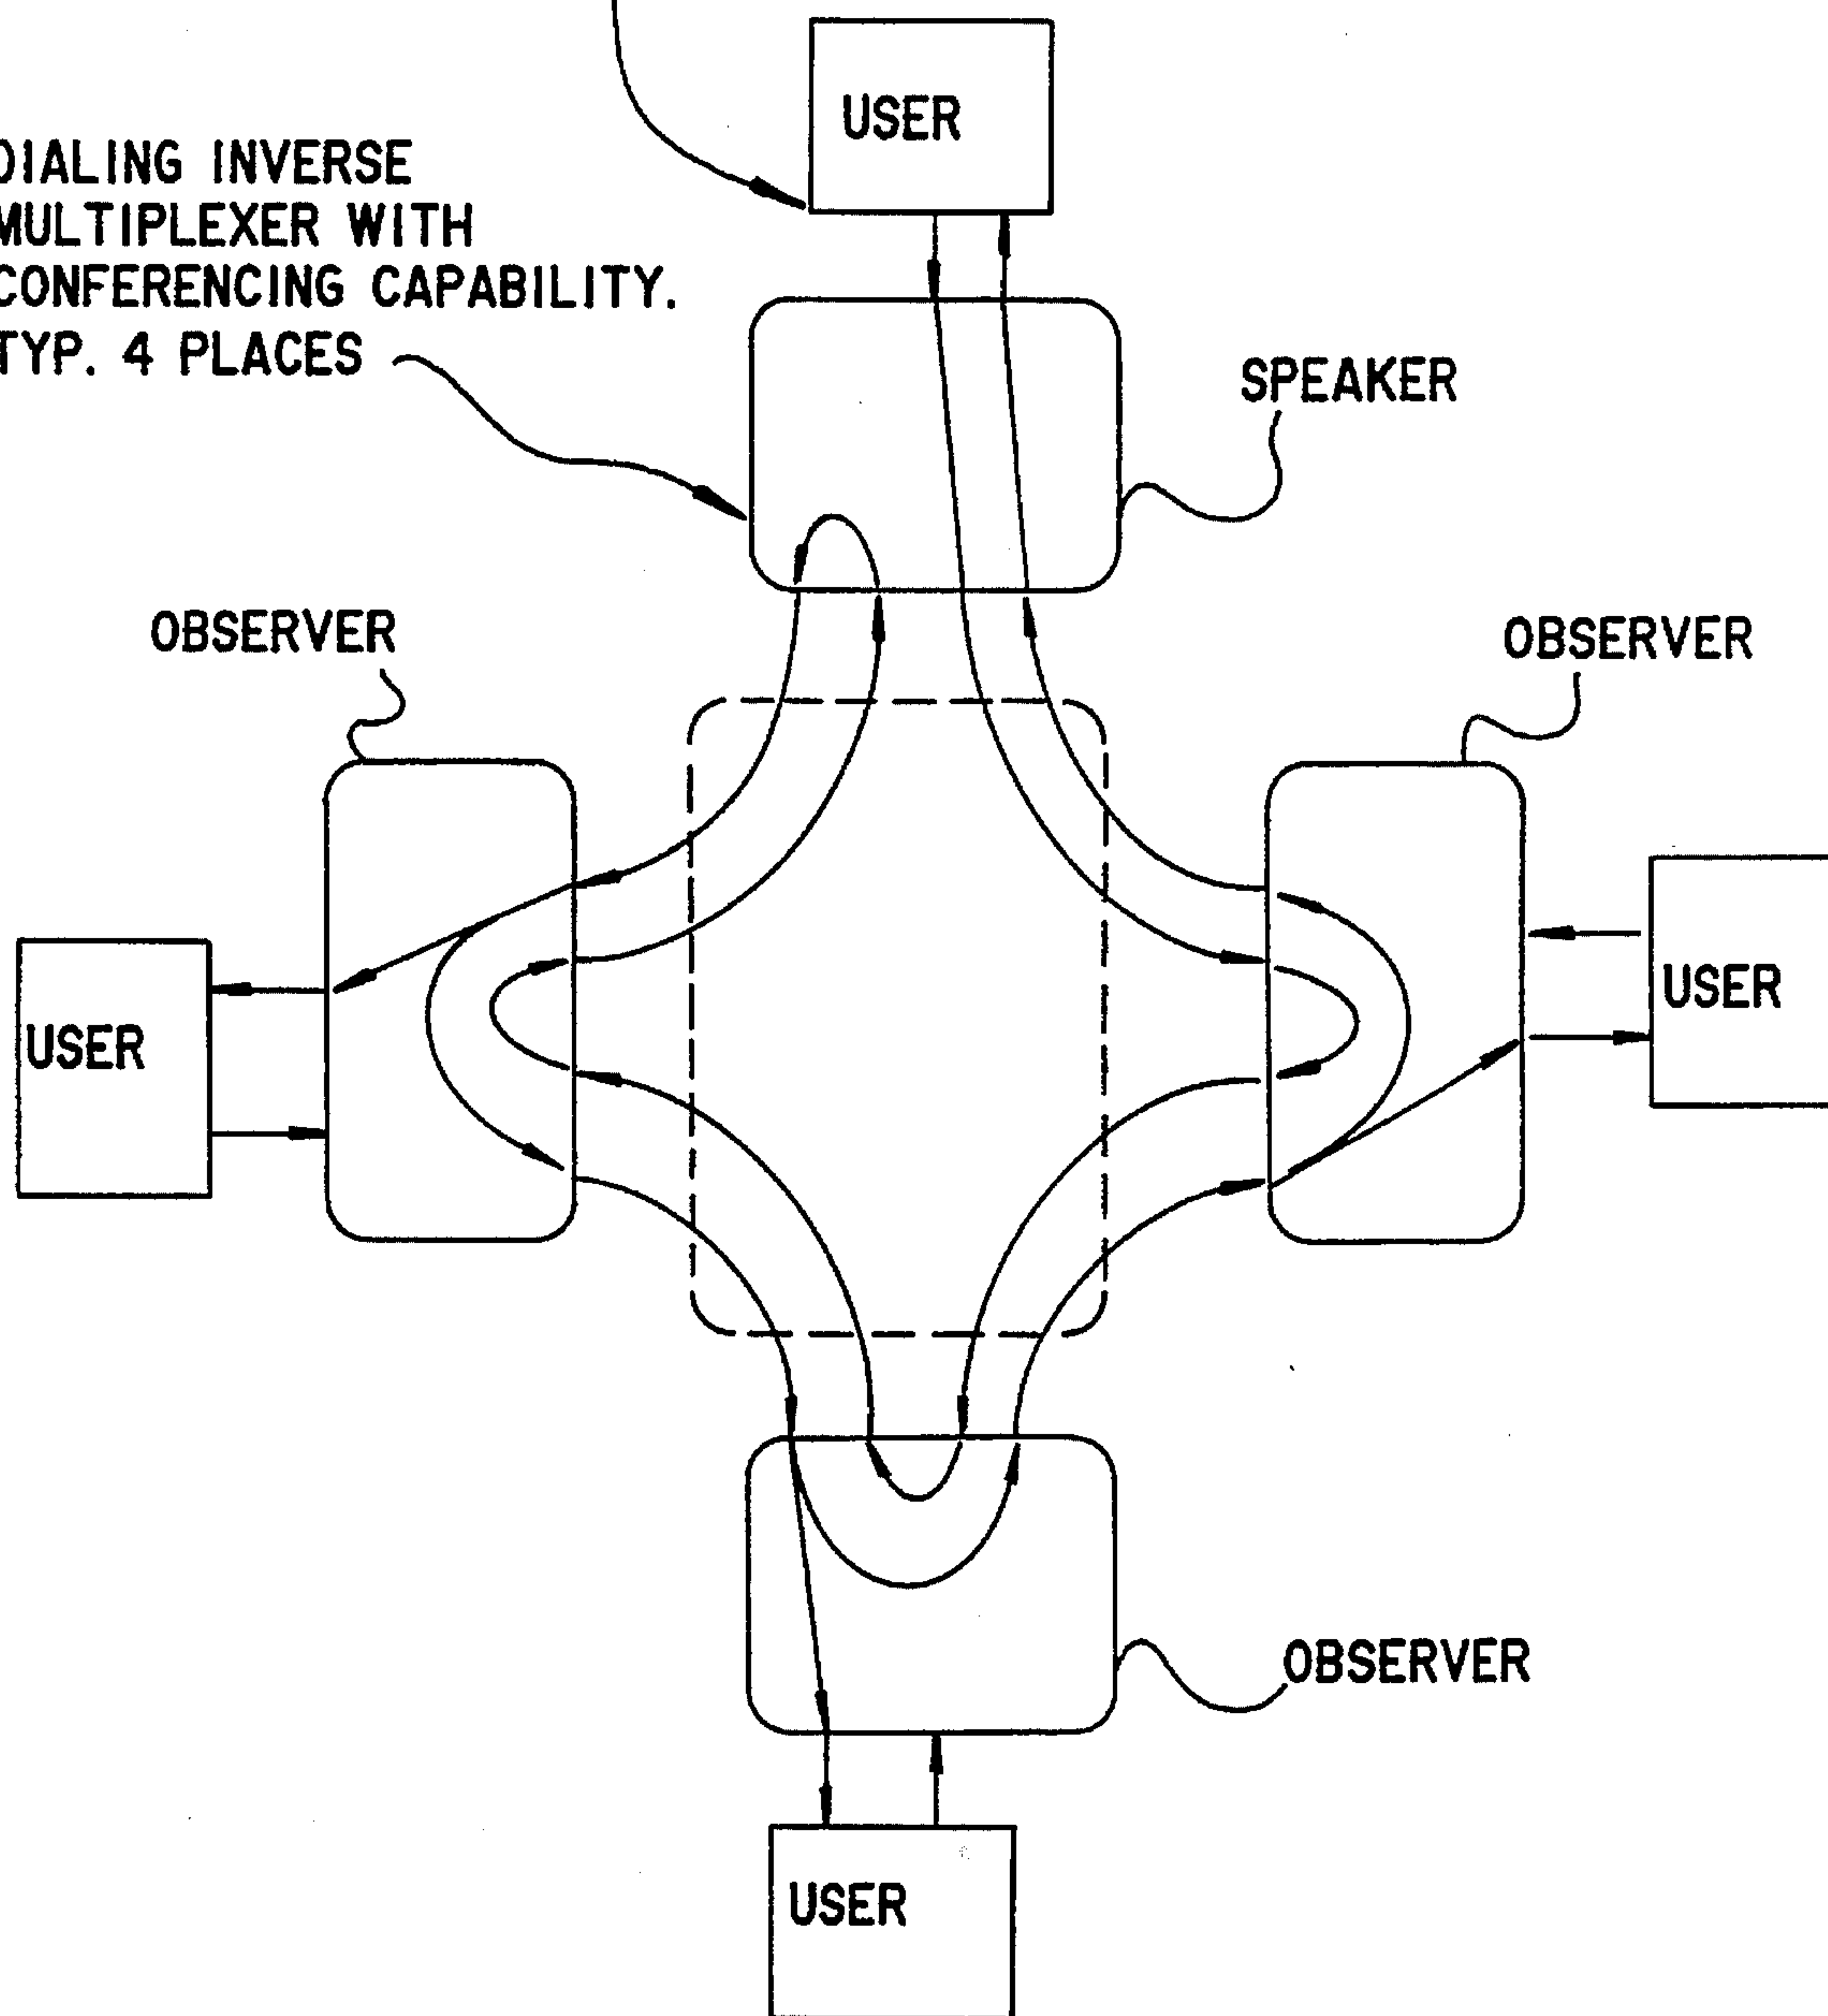 USER
DIALING INVERSE
MULTIPLEXER WITH
CONFERENCING CAPABILITY.
TYP. 4 PLACES
SPEAKER
OBSERVER
OBSERVER
USER
USER
OBSERVER
USER